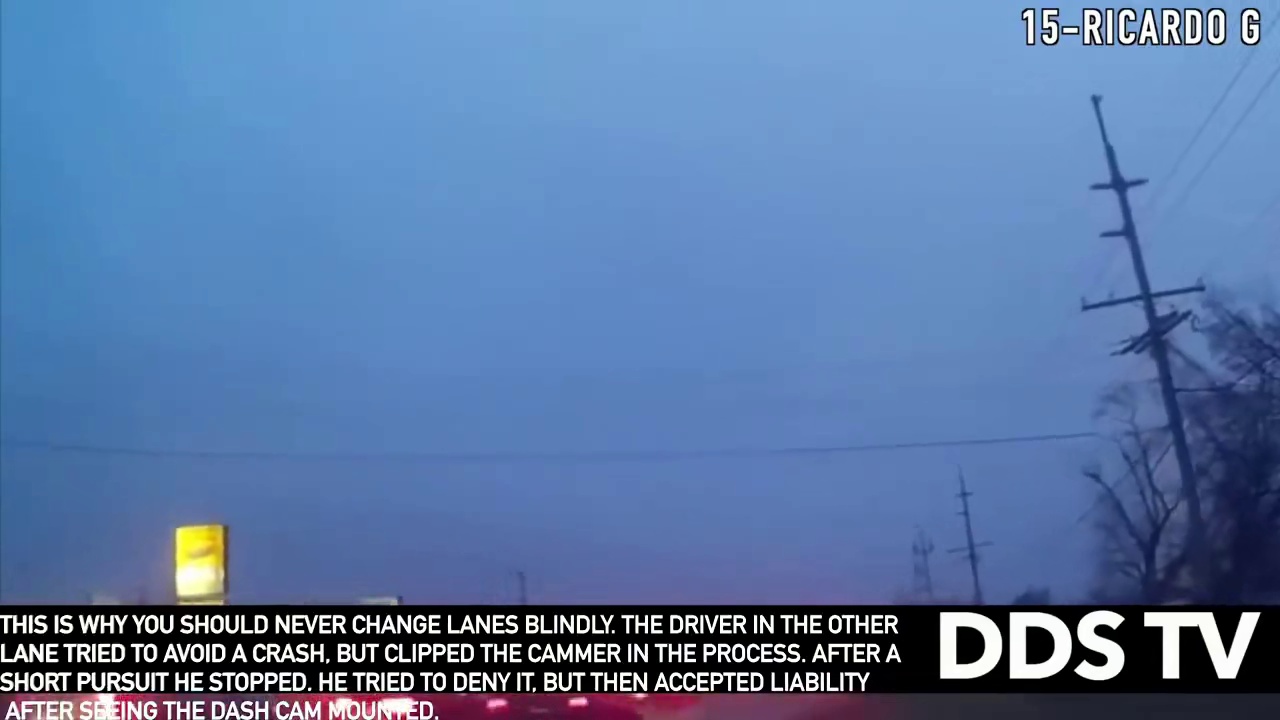 15-RICARDO G
THIS IS WHY YOU SHOULD NEVER CHANGE LANES BLINDLY. THE DRIVER IN THE OTHER
LANE TRIED TO AVOID A CRASH, BUT CLIPPED THE CAMMER IN THE PROCESS. AFTER A
SHORT PURSUIT HE STOPPED. HE TRIED TO DENY IT, BUT THEN ACCEPTED LIABILITY
AFTER SEEING THE DASH CAM MOUNTED.
DDS TV